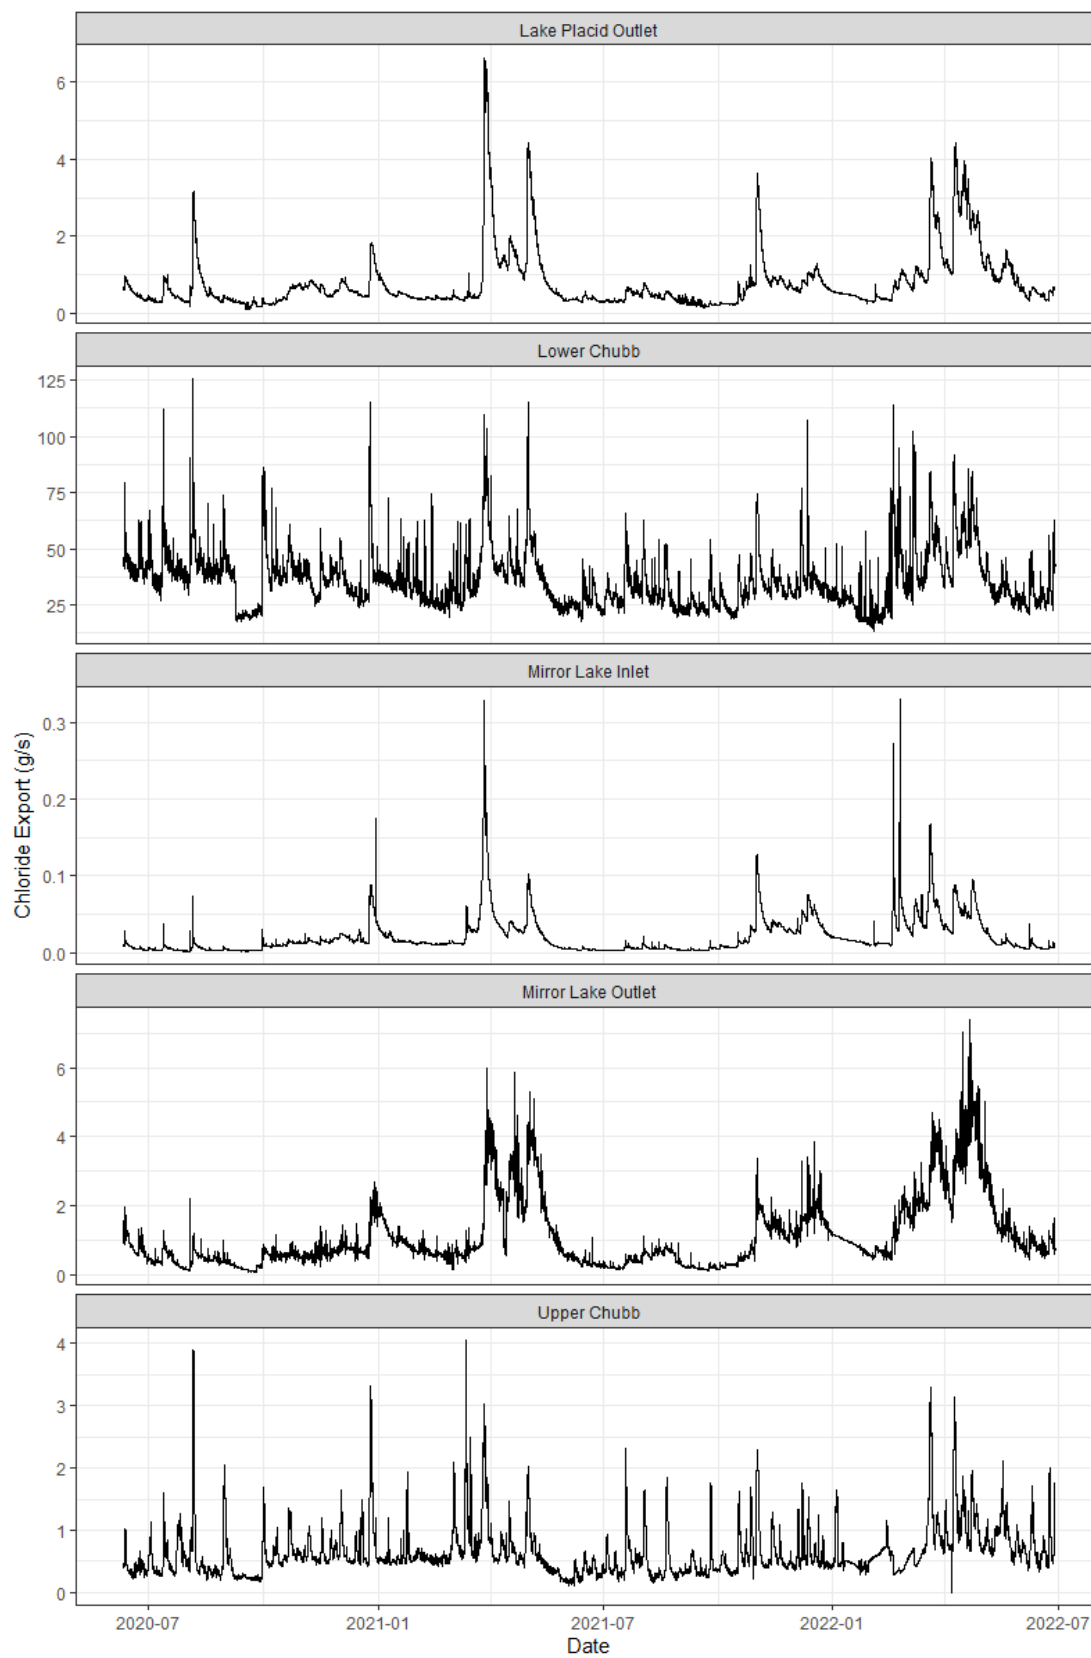 Lake Placid Outlet
6
4
2
0
Lower Chubb
125
100
75
50
25
Mirror Lake Inlet
0.3
0.2
0.1
0.0
Chloride Export (g/s)
Mirror Lake Outlet
6
4
2
0
Upper Chubb
4
3
2
1
0
2020-07 2021-01 2021-07 2022-01 2022-07
Date